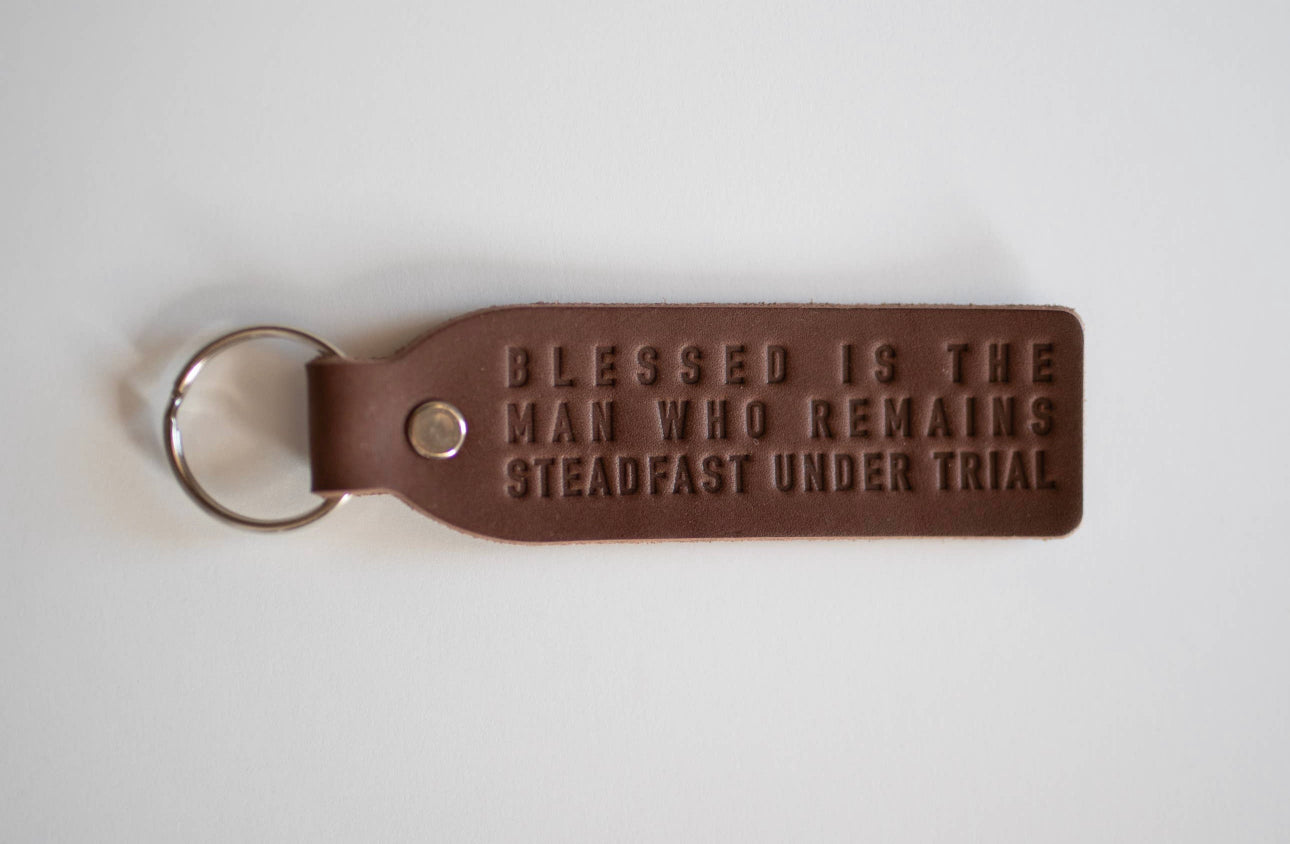 BLESSED IS THE
MAN WHO REMAINS
STEADFAST UNDER TRIAL